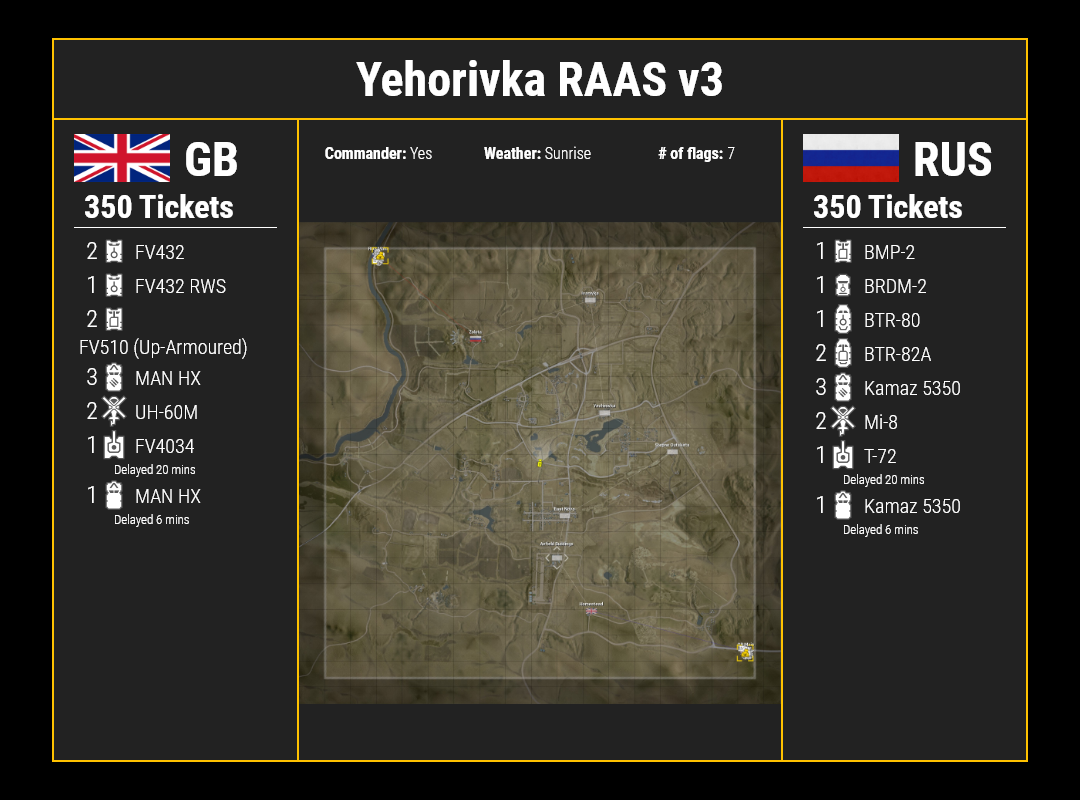 Yehorivka RAAS v3
GB
350 Tickets
2 FV432
1 FV432 RWS
2
FV510 (Up-Armoured)
3 MAN HX
2 UH-60M
1 FV4034
Delayed 20 mins
1 MAN HX
Delayed 6 mins
Commander: Yes
Weather: Sunrise
# of flags: 7
Zatoka
Yehorivka
RUS
350 Tickets
1 BMP-2
1 BRDM-2
1 BTR-80
2 BTR-82A
3 Kamaz 5350
2 Mi-8
1 T-72
Delayed 20 mins
1 Kamaz 5350
Delayed 6 mins